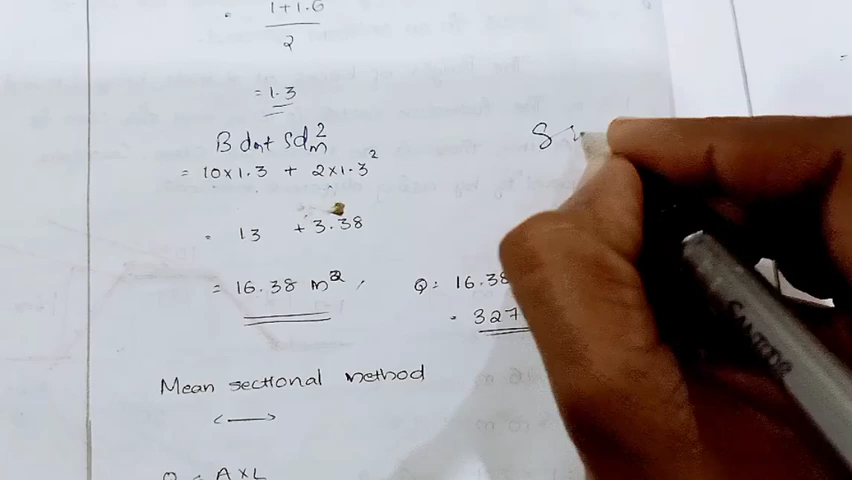 = 1+1.6
2
= 1.3
B dm + Sdm²
= 10×1.3 + 2×1.3²
= 13 + 3.38
= 16.38 m²
Q = 16.38
= 327
S
Mean sectional method
Q = A×L